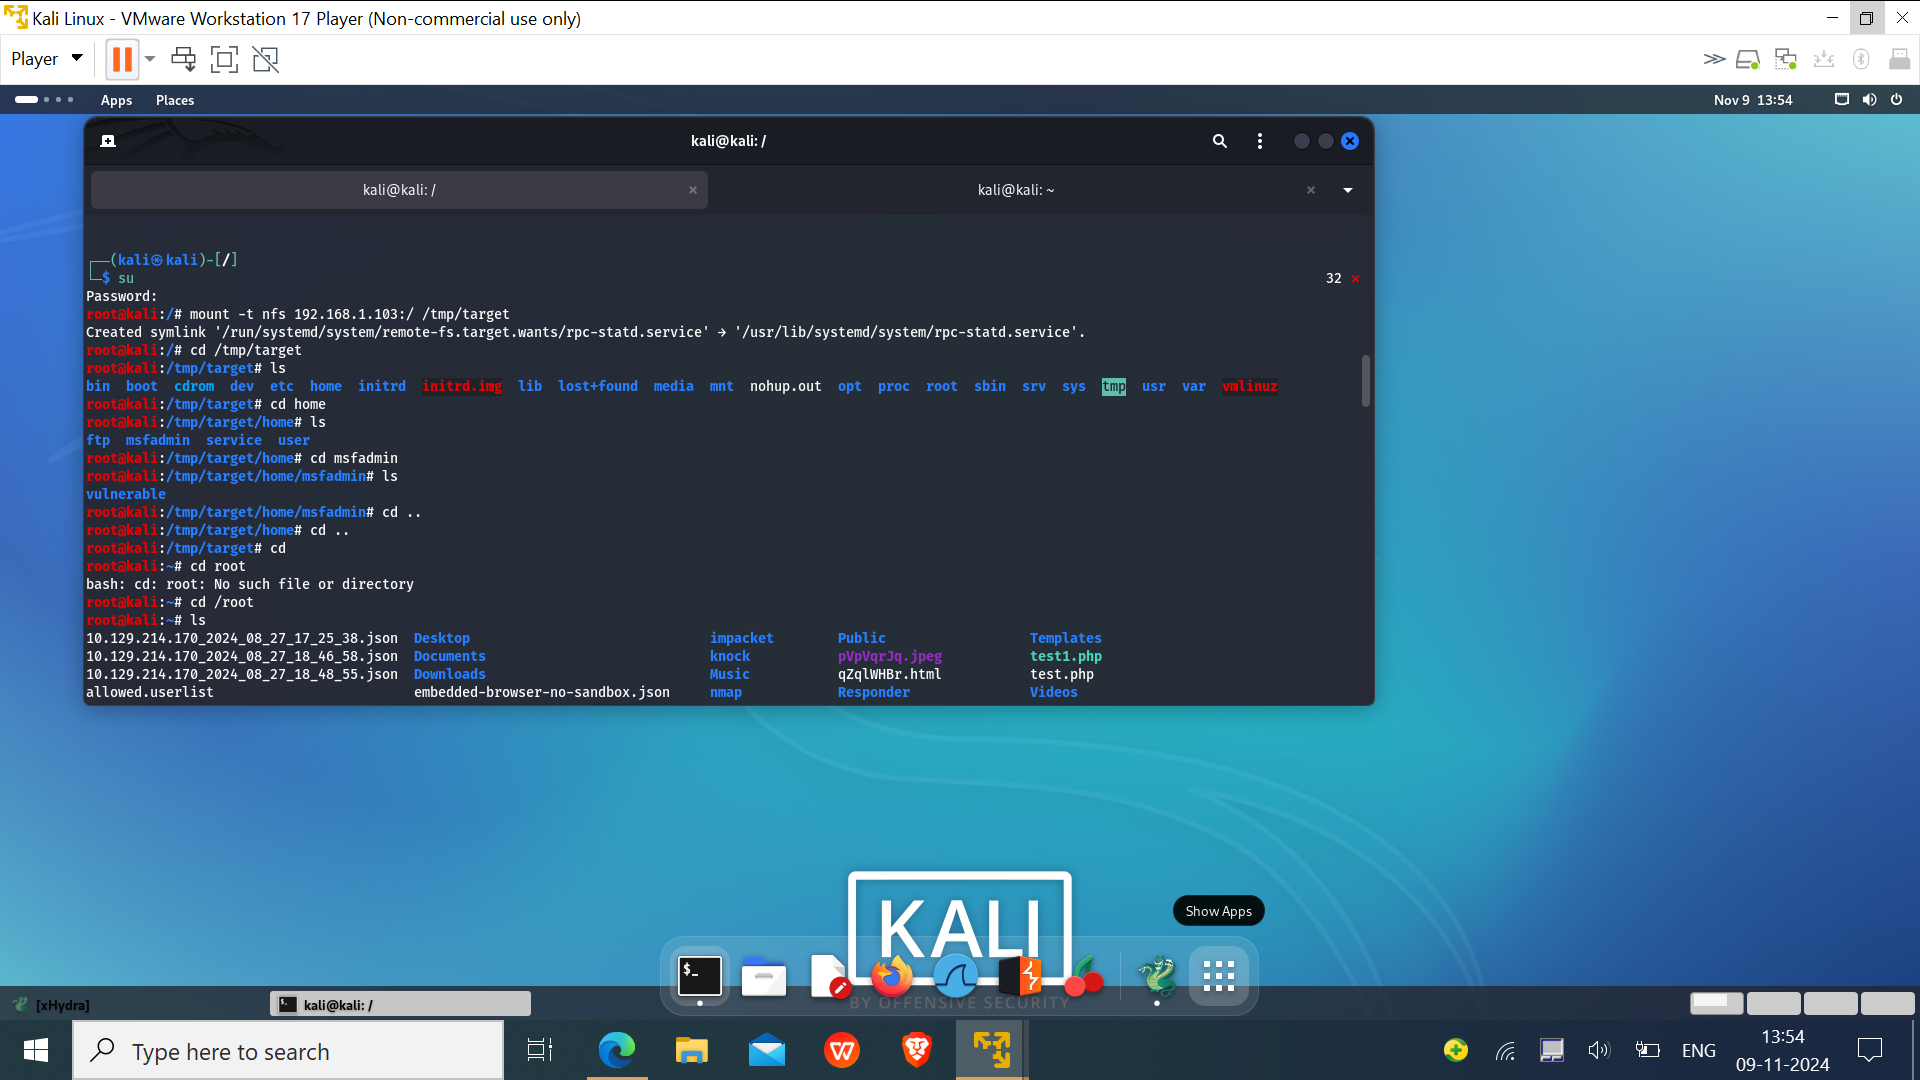 Kali Linux - VMware Workstation 17 Player (Non-commercial use only)
Player
Apps Places Nov 9 13:54
kali@kali: /
kali@kali: / kali@kali: ~
┌──(kali㉿kali)-[/]
└─$ su 32 ×
Password:
root@kali:/# mount -t nfs 192.168.1.103:/ /tmp/target
Created symlink '/run/systemd/system/remote-fs.target.wants/rpc-statd.service' → '/usr/lib/systemd/system/rpc-statd.service'.
root@kali:/# cd /tmp/target
root@kali:/tmp/target# ls
bin boot cdrom dev etc home initrd initrd.img lib lost+found media mnt nohup.out opt proc root sbin srv sys tmp usr var vmlinuz
root@kali:/tmp/target# cd home
root@kali:/tmp/target/home# ls
ftp msfadmin service user
root@kali:/tmp/target/home# cd msfadmin
root@kali:/tmp/target/home/msfadmin# ls
vulnerable
root@kali:/tmp/target/home/msfadmin# cd ..
root@kali:/tmp/target/home# cd ..
root@kali:/tmp/target# cd
root@kali:~# cd root
bash: cd: root: No such file or directory
root@kali:~# cd /root
root@kali:~# ls
10.129.214.170_2024_08_27_17_25_38.json Desktop impacket Public Templates
10.129.214.170_2024_08_27_18_46_58.json Documents knock pVpVqrJq.jpeg test1.php
10.129.214.170_2024_08_27_18_48_55.json Downloads Music qZqlWHBr.html test.php
allowed.userlist embedded-browser-no-sandbox.json nmap Responder Videos
Show Apps
KALI
BY OFFENSIVE SECURITY
[xHydra] kali@kali: /
Type here to search
ENG
13:54
09-11-2024